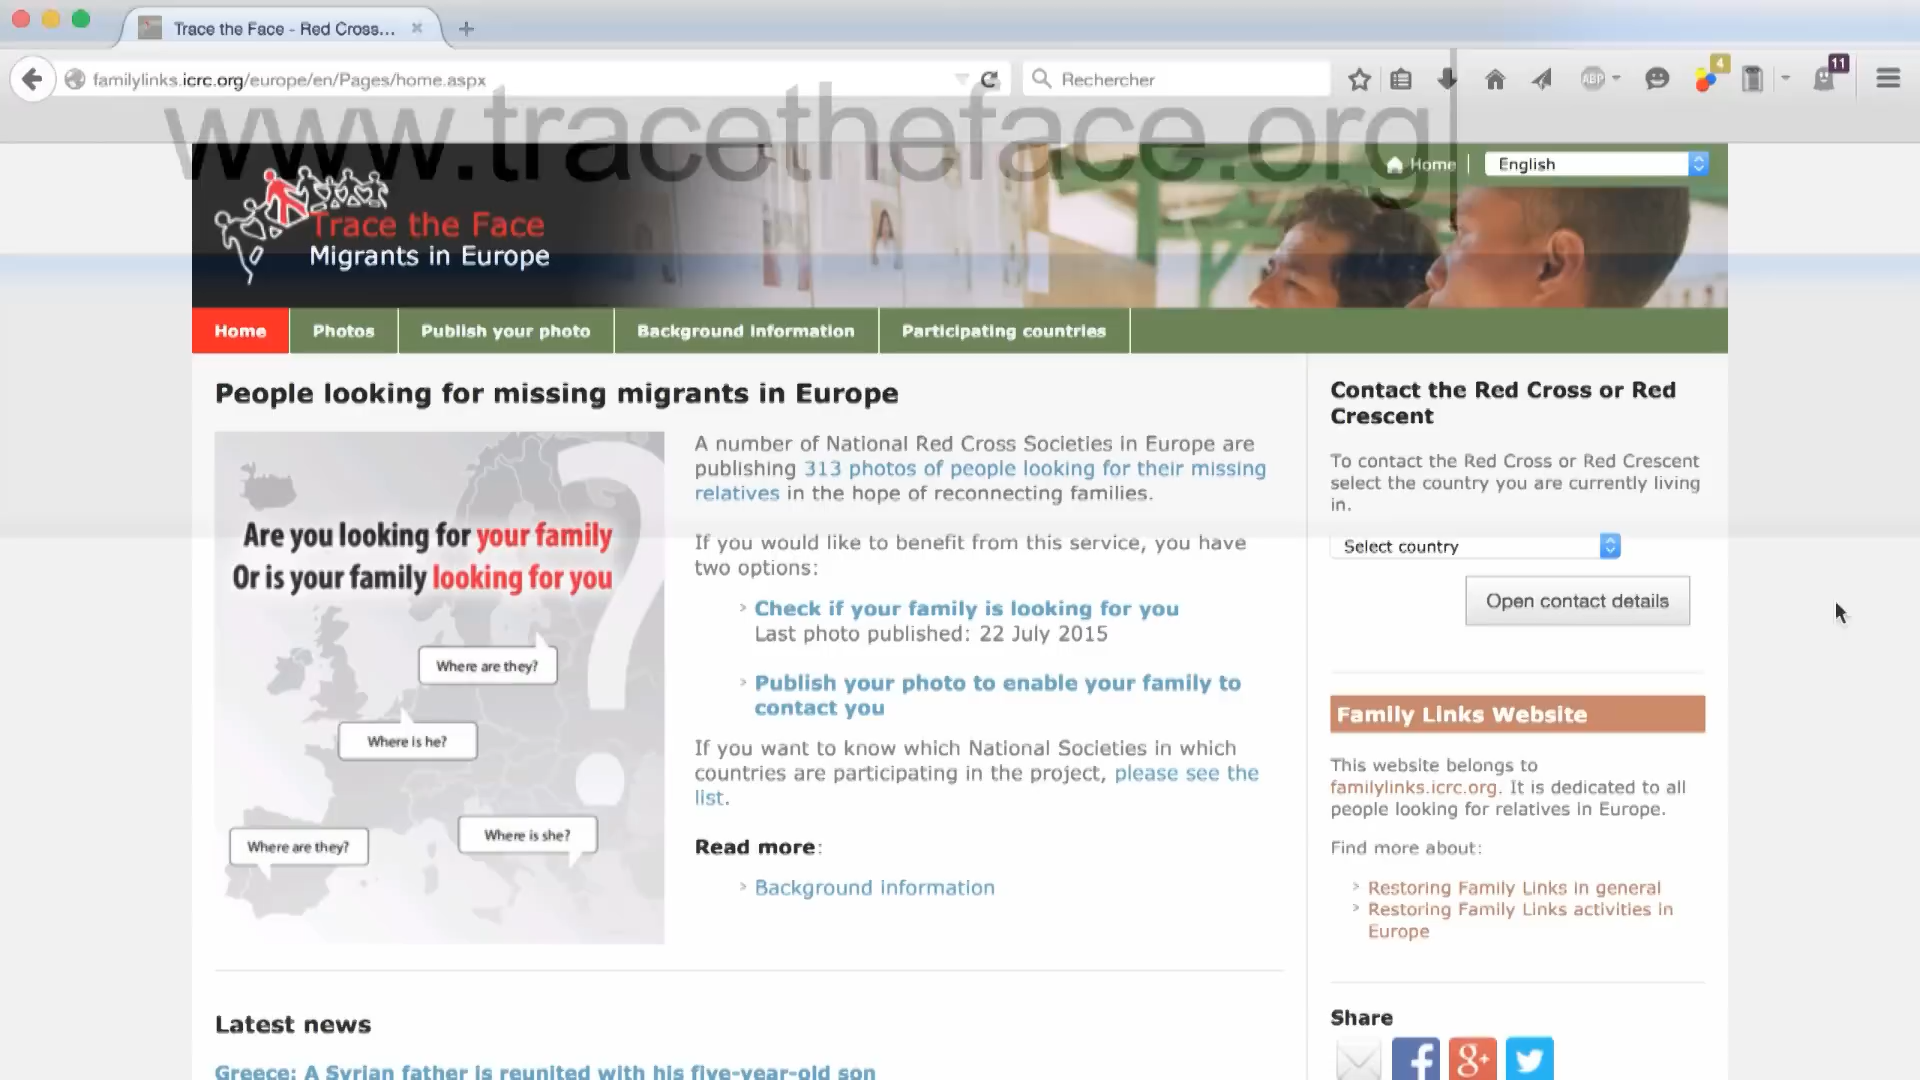 Trace the Face - Red Cross...
familylinks.icrc.org/europe/en/Pages/home.aspx
Rechercher
ABP
4
11
www.tracetheface.org
Home
English
Trace the Face
Migrants in Europe
Home
Photos
Publish your photo
Background information
Participating countries
People looking for missing migrants in Europe
Are you looking for your family
Or is your family looking for you
Where are they?
Where is he?
Where are they?
Where is she?
A number of National Red Cross Societies in Europe are
publishing 313 photos of people looking for their missing
relatives in the hope of reconnecting families.
If you would like to benefit from this service, you have
two options:
Check if your family is looking for you
Last photo published: 22 July 2015
Publish your photo to enable your family to
contact you
If you want to know which National Societies in which
countries are participating in the project, please see the
list.
Read more:
Background information
Latest news
Greece: A Syrian father is reunited with his five-year-old son
Contact the Red Cross or Red
Crescent
To contact the Red Cross or Red Crescent
select the country you are currently living
in.
Select country
Open contact details
Family Links Website
This website belongs to
familylinks.icrc.org. It is dedicated to all
people looking for relatives in Europe.
Find more about:
Restoring Family Links in general
Restoring Family Links activities in
Europe
Share